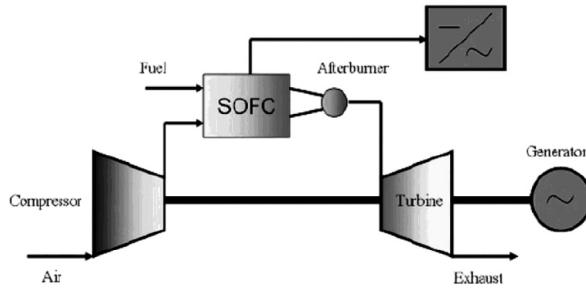 Fuel
Afterburner
SOFC
Generator
Compressor
Turbine
Air
Exhaust